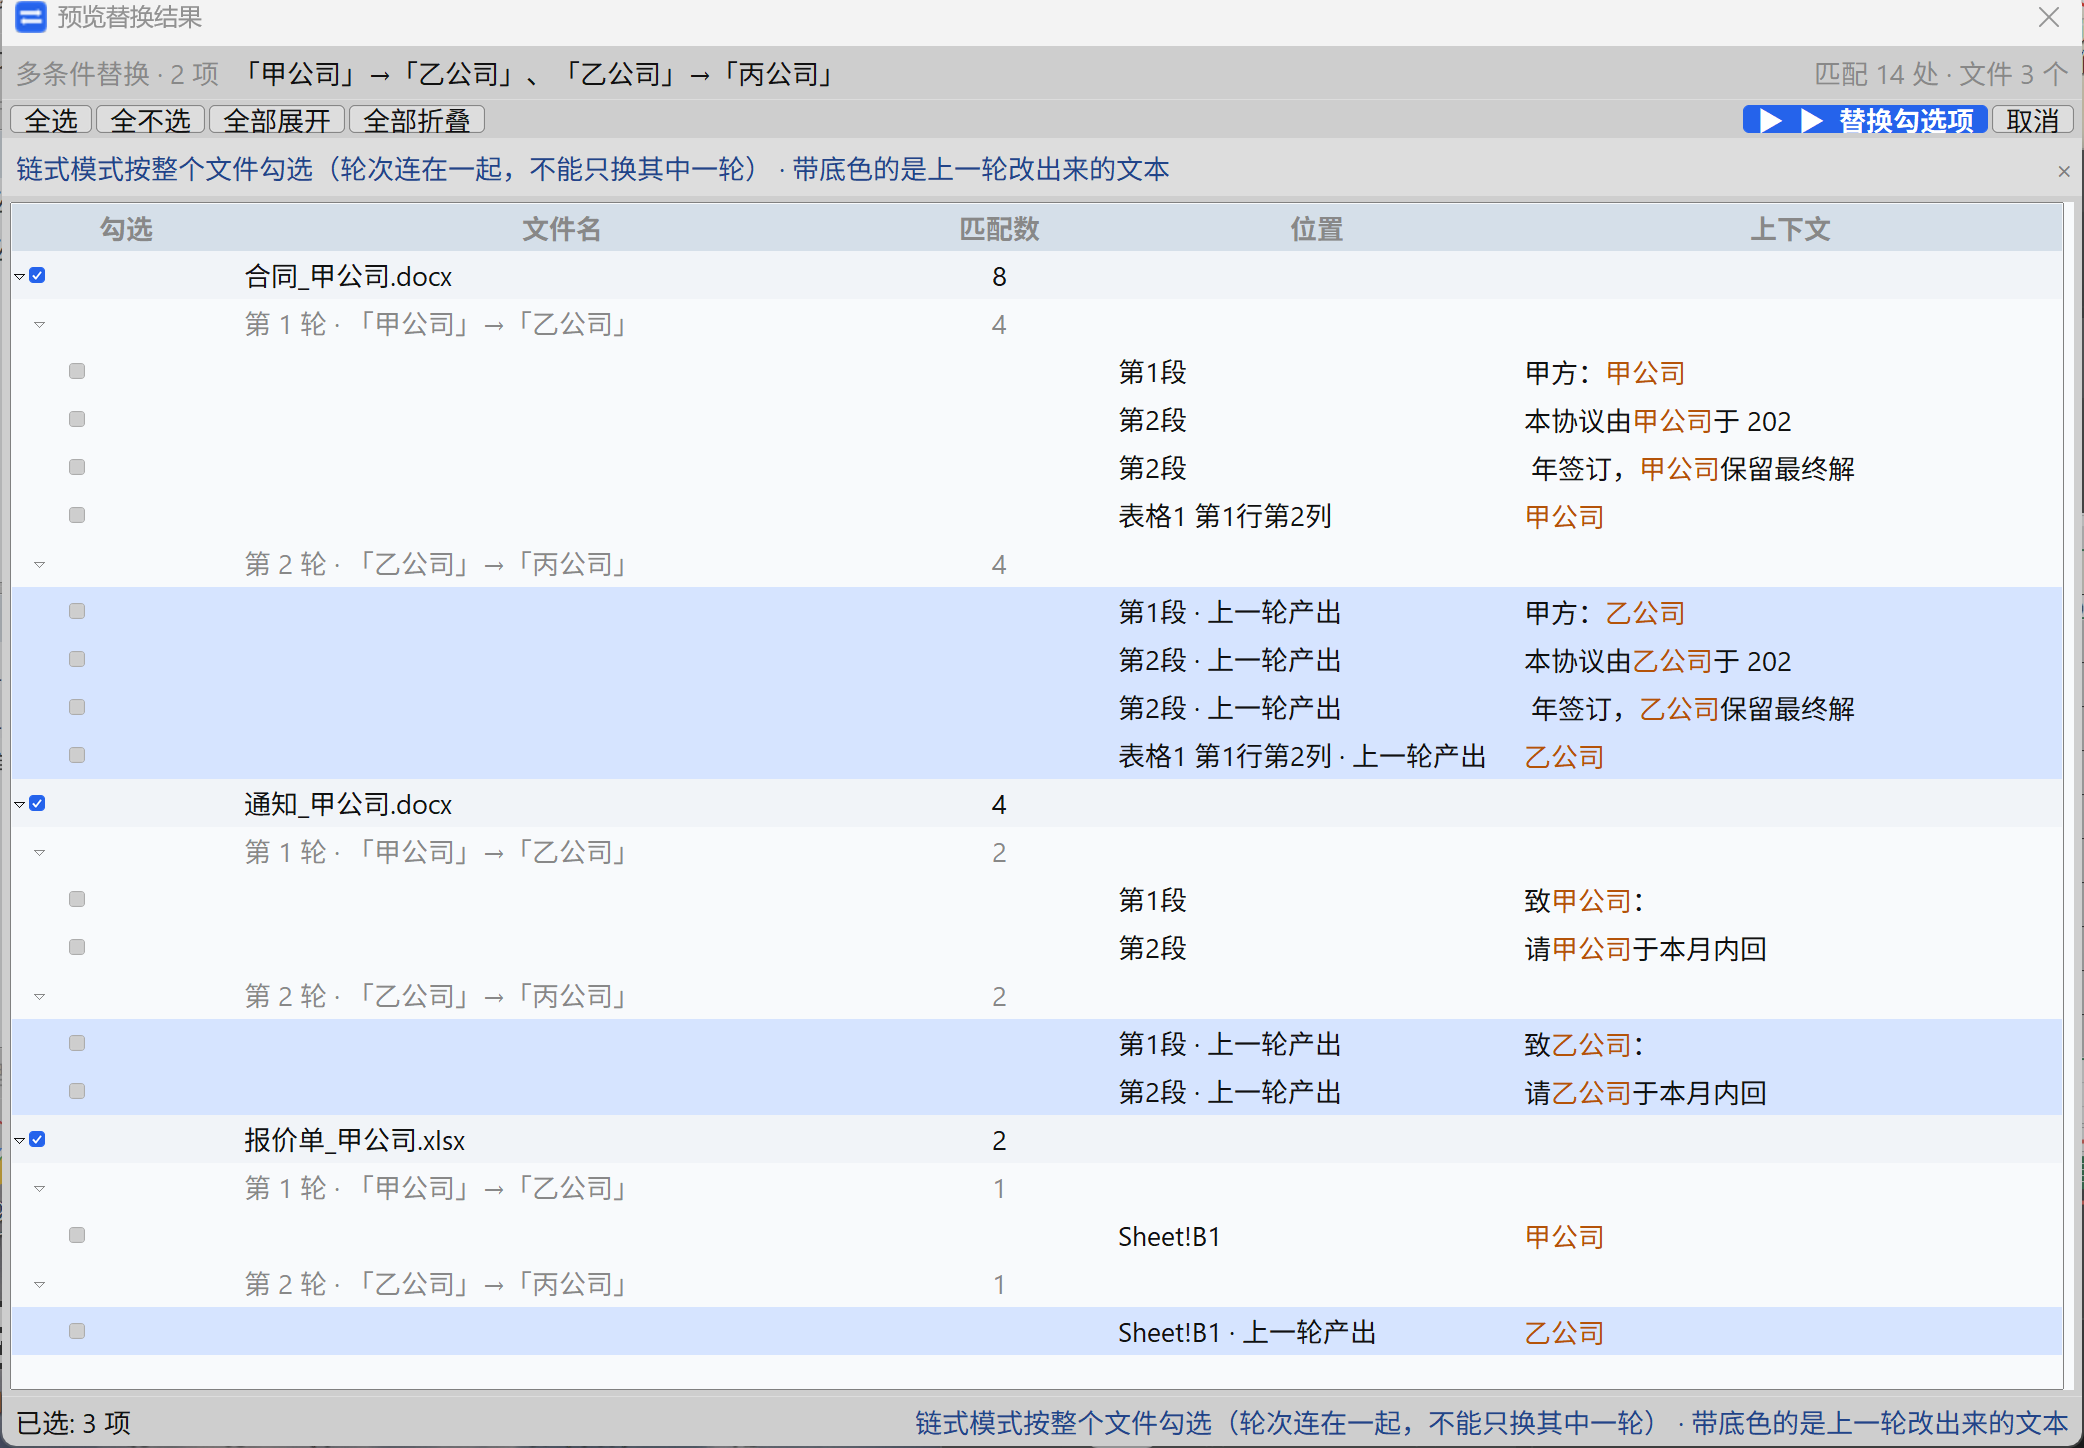 预览替换结果
多条件替换 · 2 项 「甲公司」→「乙公司」、「乙公司」→「丙公司」 匹配 14 处 · 文件 3 个
全选 全不选 全部展开 全部折叠 ▶ ▶ 替换勾选项 取消
链式模式按整个文件勾选（轮次连在一起，不能只换其中一轮） · 带底色的是上一轮改出来的文本 ×
勾选 文件名 匹配数 位置 上下文
合同_甲公司.docx 8
第 1 轮 · 「甲公司」→「乙公司」 4
第1段 甲方：甲公司
第2段 本协议由甲公司于 202
第2段 年签订，甲公司保留最终解
表格1 第1行第2列 甲公司
第 2 轮 · 「乙公司」→「丙公司」 4
第1段 · 上一轮产出 甲方：乙公司
第2段 · 上一轮产出 本协议由乙公司于 202
第2段 · 上一轮产出 年签订，乙公司保留最终解
表格1 第1行第2列 · 上一轮产出 乙公司
通知_甲公司.docx 4
第 1 轮 · 「甲公司」→「乙公司」 2
第1段 致甲公司：
第2段 请甲公司于本月内回
第 2 轮 · 「乙公司」→「丙公司」 2
第1段 · 上一轮产出 致乙公司：
第2段 · 上一轮产出 请乙公司于本月内回
报价单_甲公司.xlsx 2
第 1 轮 · 「甲公司」→「乙公司」 1
Sheet!B1 甲公司
第 2 轮 · 「乙公司」→「丙公司」 1
Sheet!B1 · 上一轮产出 乙公司
已选: 3 项 链式模式按整个文件勾选（轮次连在一起，不能只换其中一轮） · 带底色的是上一轮改出来的文本